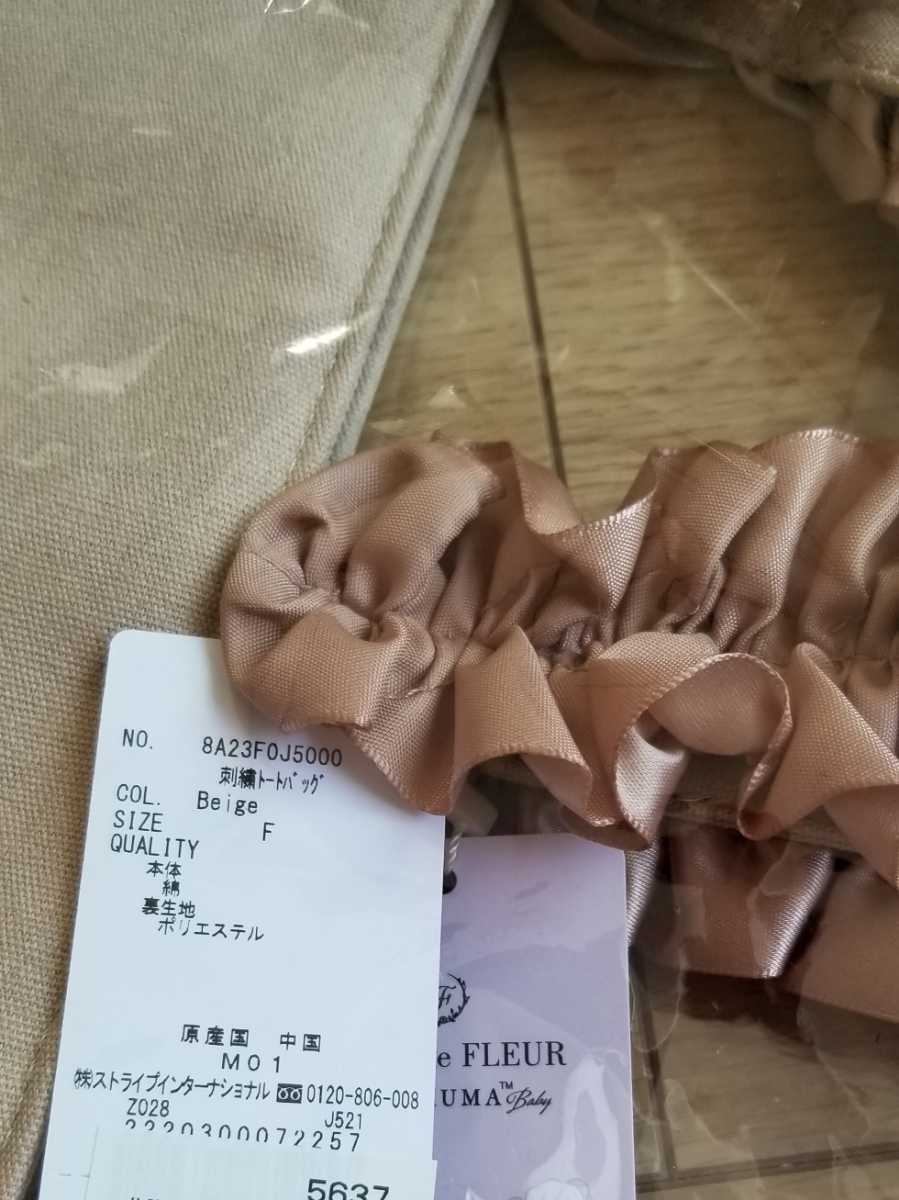 NO. 8A23F0J5000
刺繍ﾄｰﾄﾊﾞｯｸﾞ
COL. Beige
SIZE F
QUALITY
本体
綿
裏生地
ポリエステル
原産国 中国
M01
㈱ストライプインターナショナル 0120-806-008
Z028 J521
2220300072257
5637
e FLEUR
UMA™ Baby